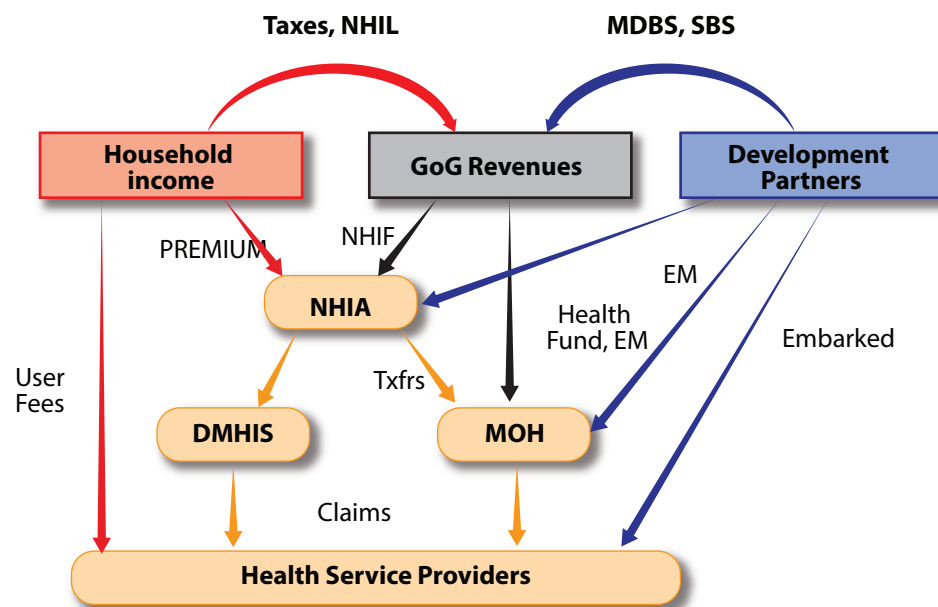 Taxes, NHIL
MDBS, SBS
Household
income
GoG Revenues
Development
Partners
PREMIUM
NHIF
EM
NHIA
Health
Fund, EM
Embarked
User
Fees
Txfrs
DMHIS
MOH
Claims
Health Service Providers